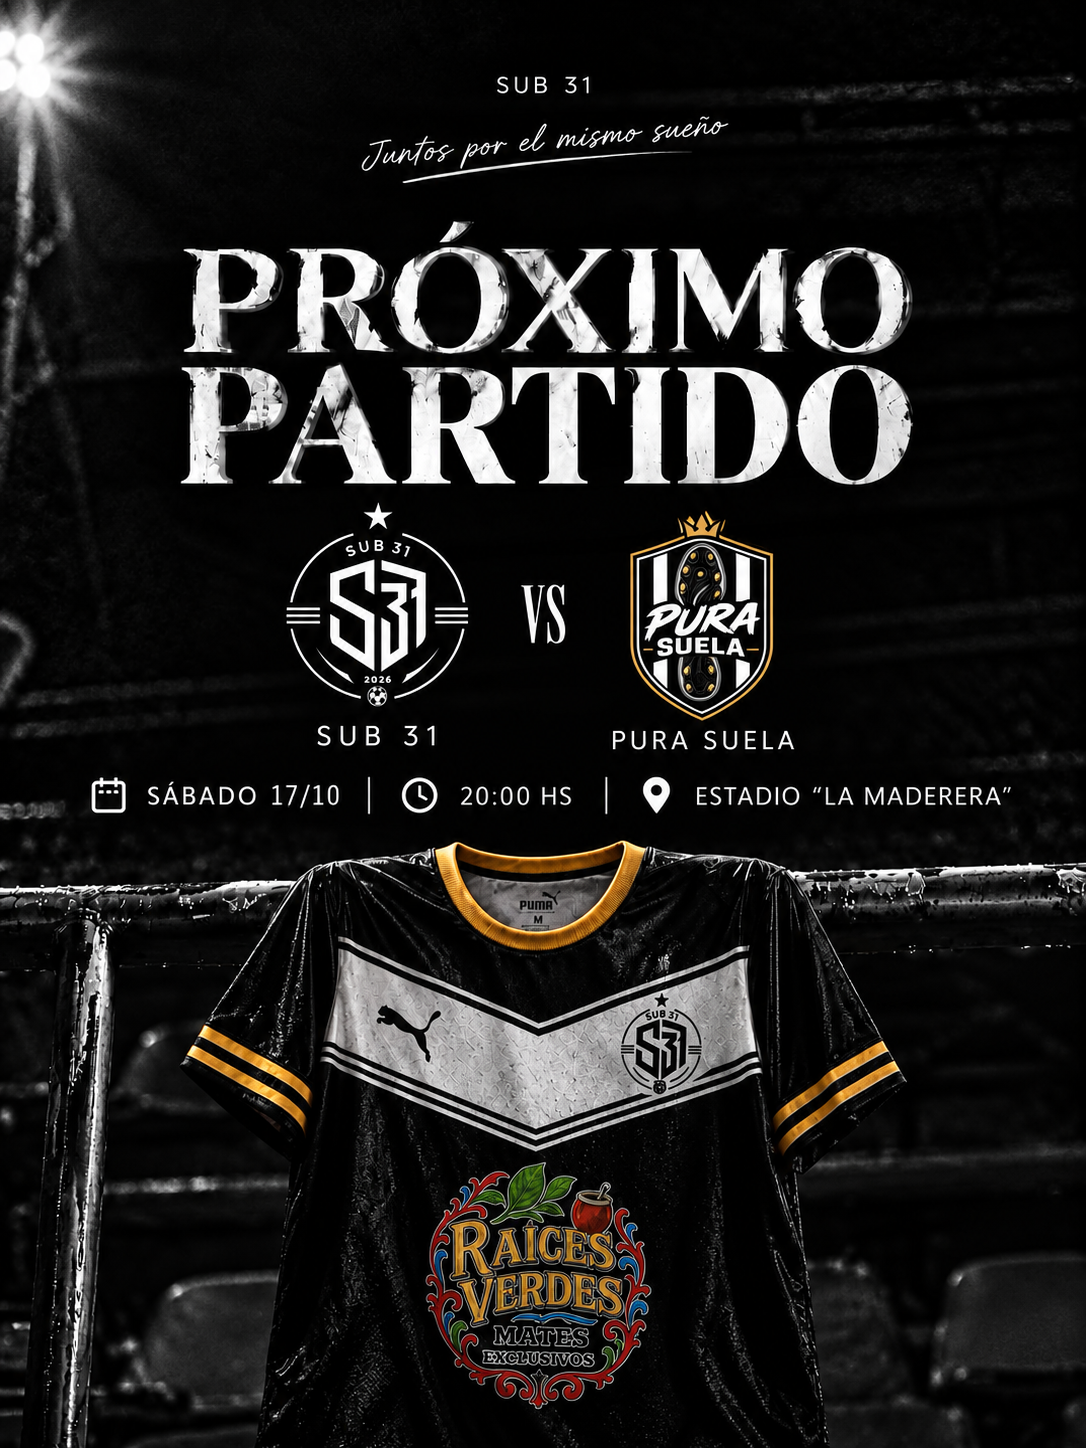 SUB 31
Juntos por el mismo sueño
PRÓXIMO
PARTIDO
SUB 31
S31
2026
SUB 31
VS
PURA
SUELA
PURA SUELA
SÁBADO 17/10
20:00 HS
ESTADIO “LA MADERERA”
PUMA
M
SUB 31
S31
RAÍCES
VERDES
MATES
EXCLUSIVOS